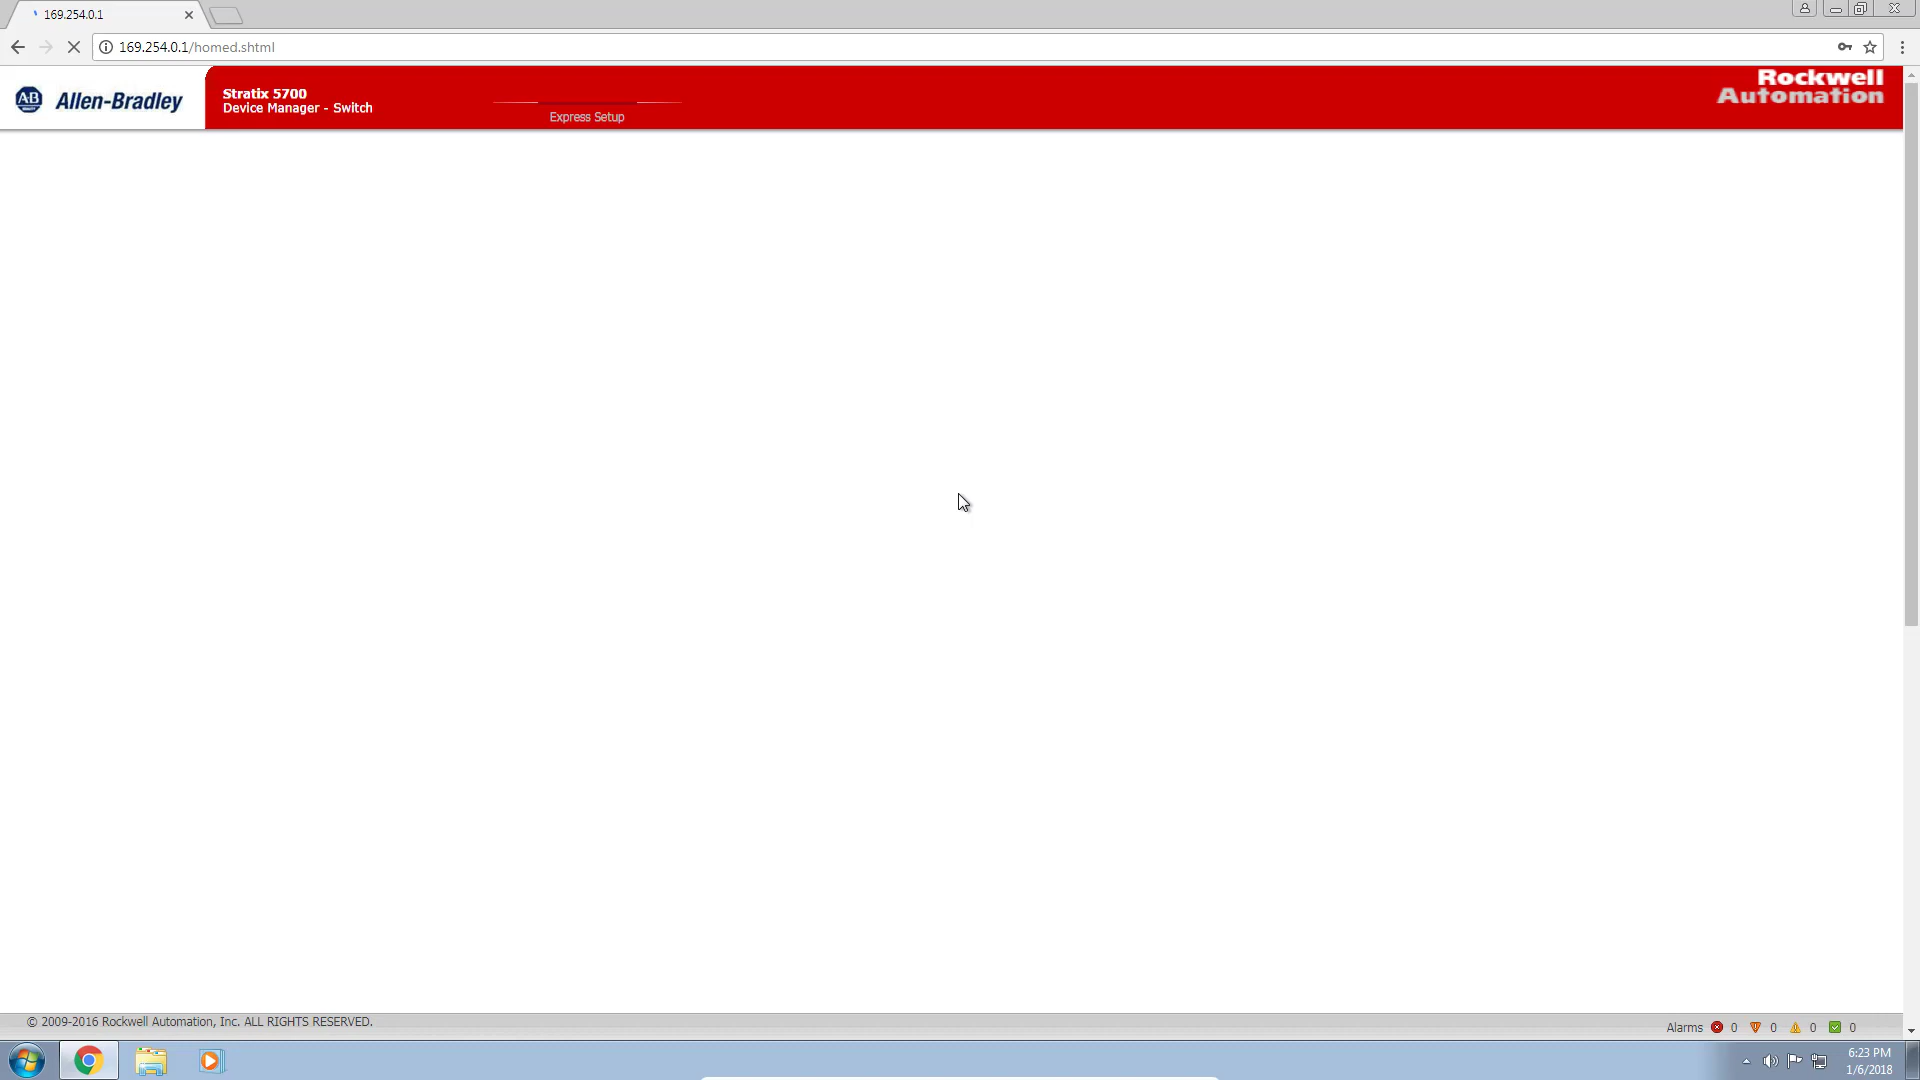 169.254.0.1
169.254.0.1/homed.shtml
AB Allen-Bradley
Stratix 5700
Device Manager - Switch
Express Setup
Rockwell
Automation
© 2009-2016 Rockwell Automation, Inc. ALL RIGHTS RESERVED.
Alarms 0 0 0 0
6:23 PM
1/6/2018